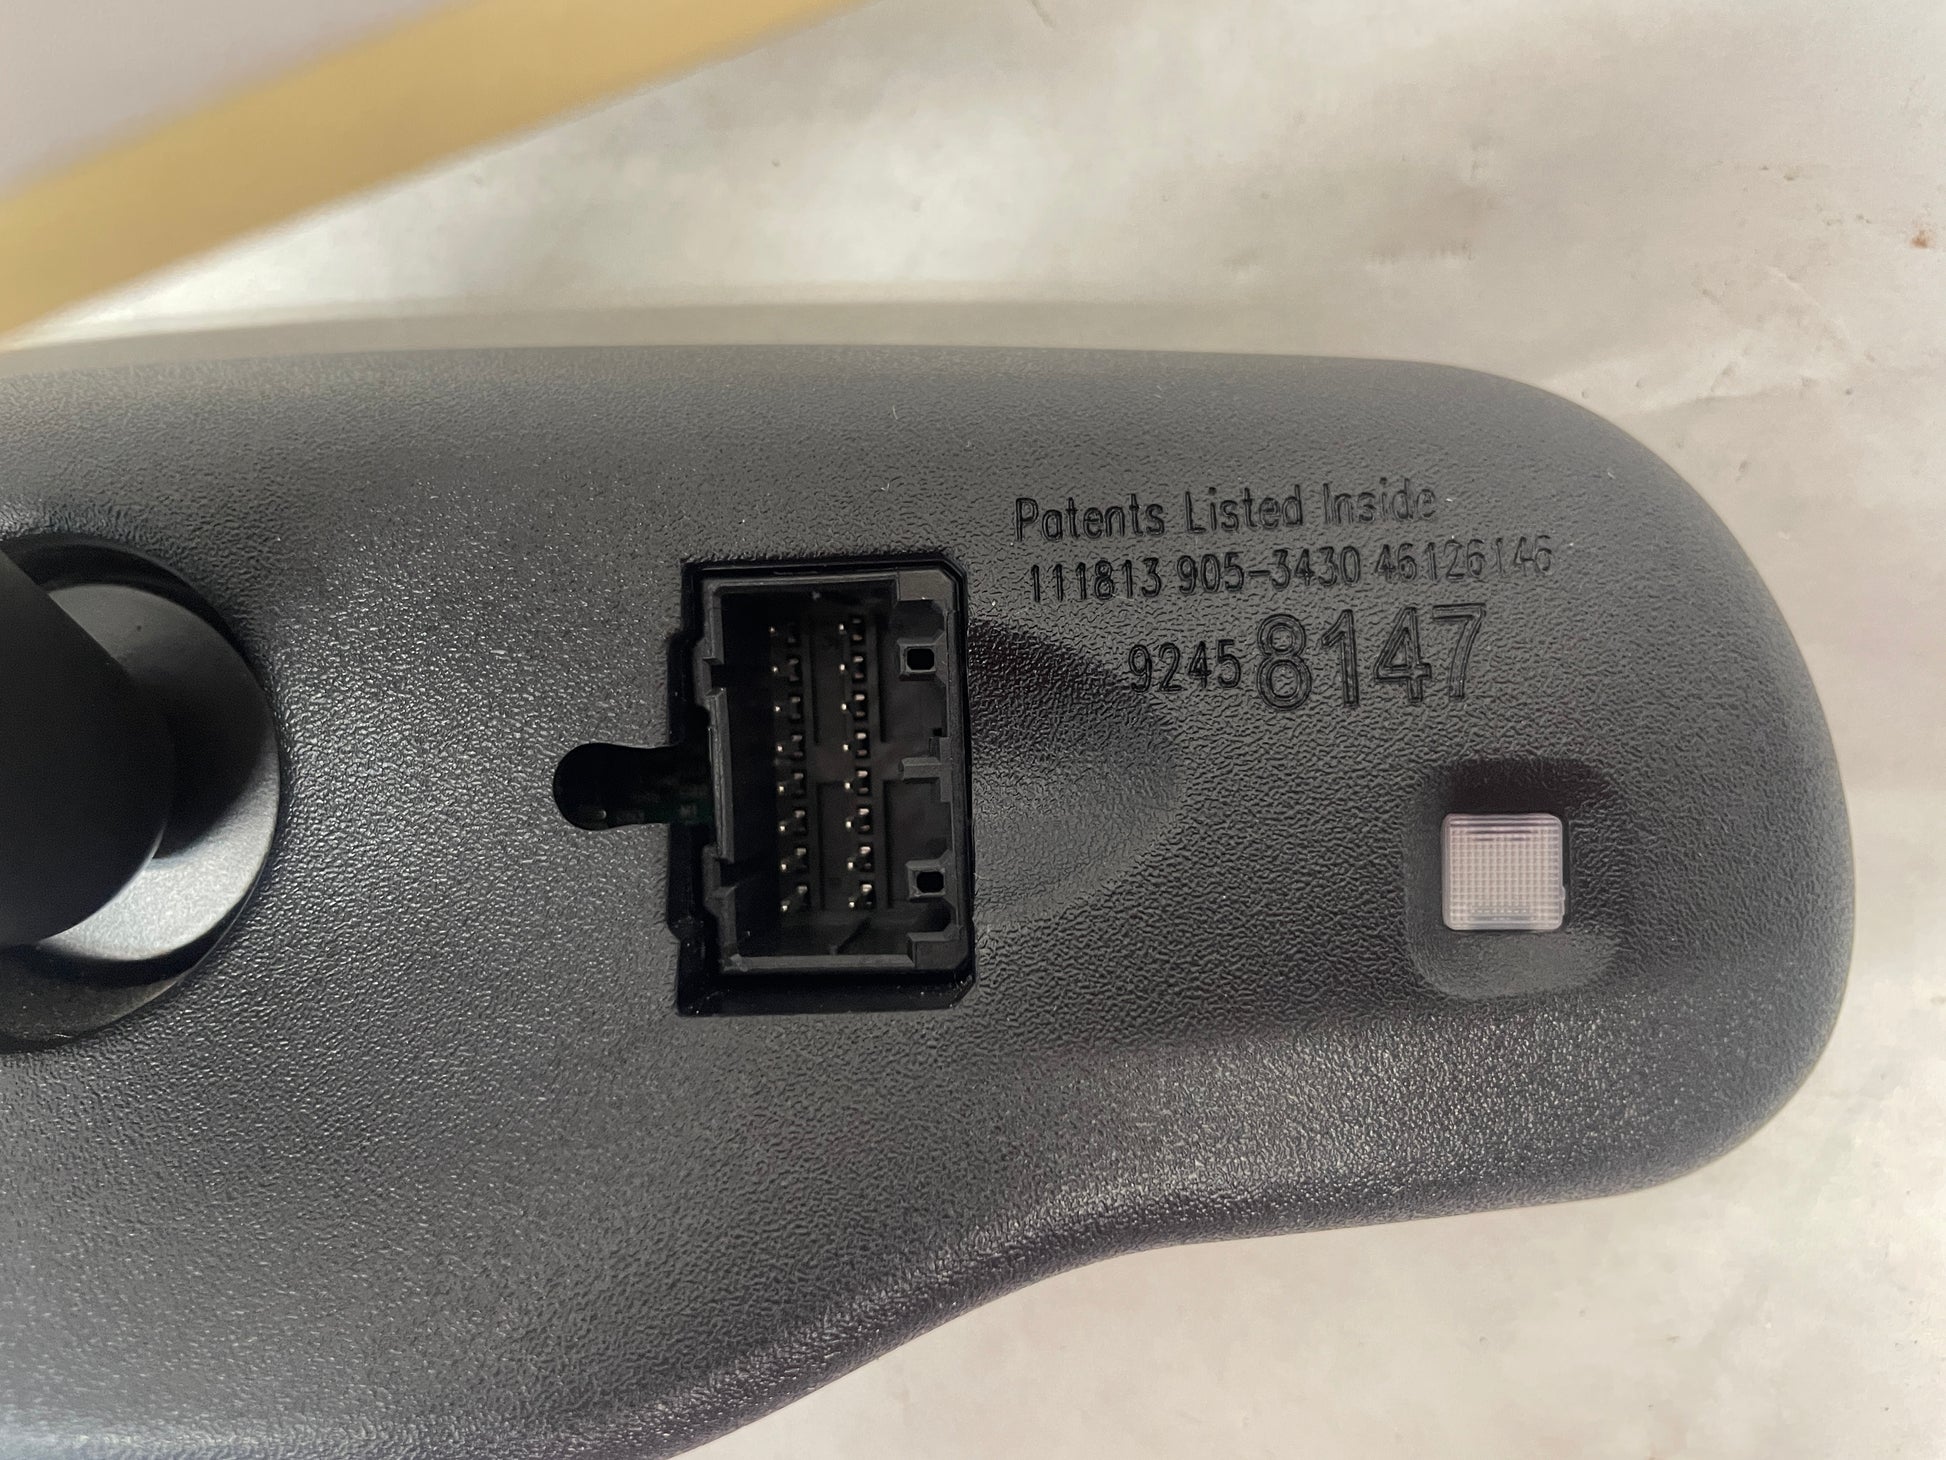 Patents Listed Inside
111813 905-3430 46126146
9245 8147